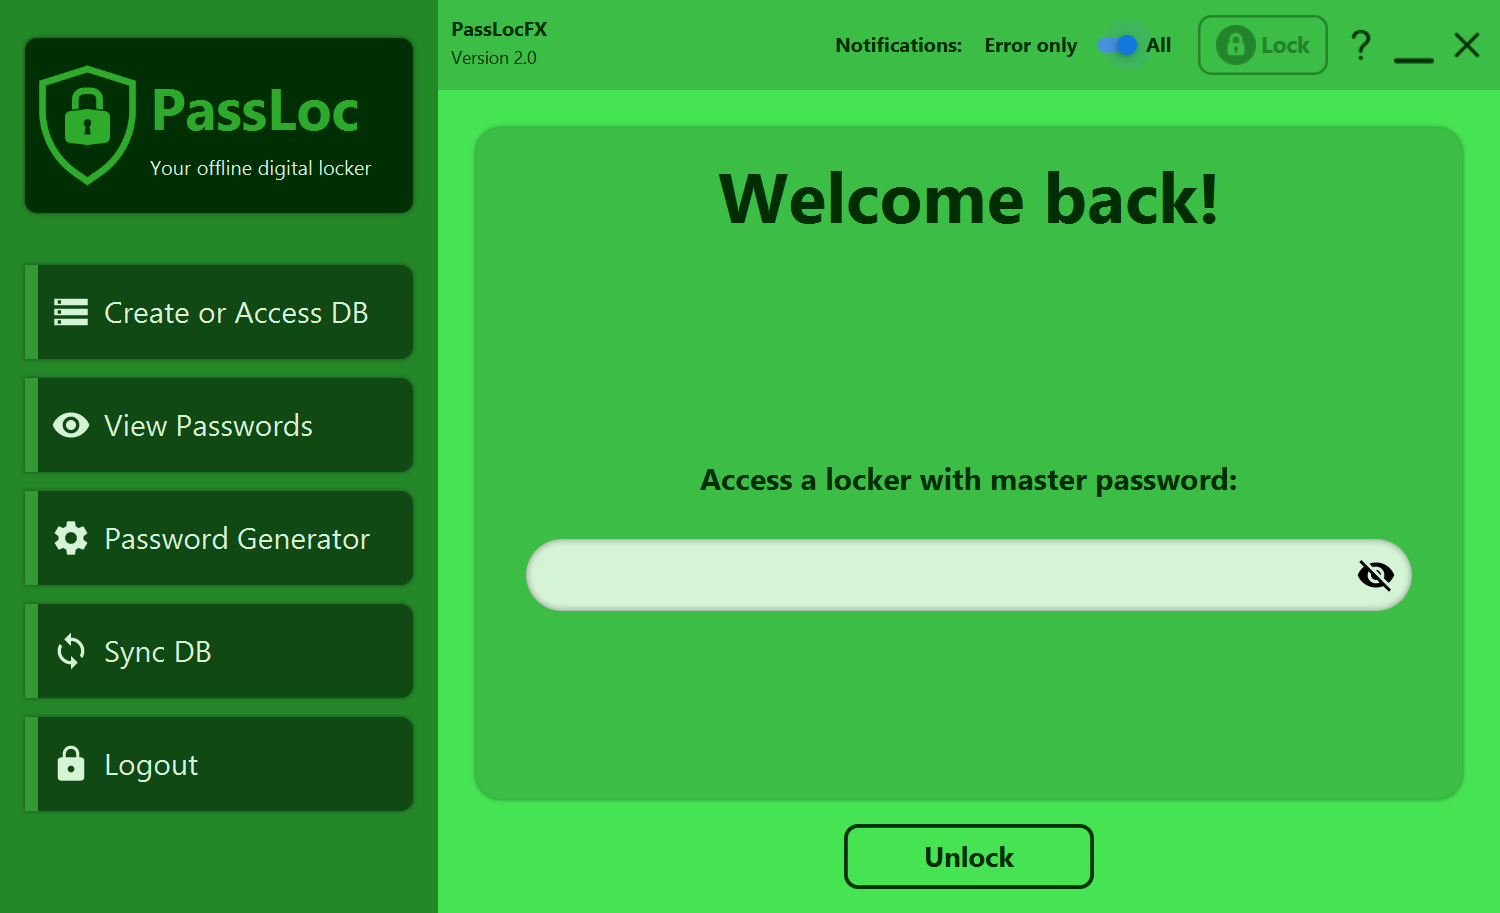 PassLoc
Your offline digital locker
Create or Access DB
View Passwords
Password Generator
Sync DB
Logout
PassLocFX
Version 2.0
Notifications: Error only All
Lock
?
Welcome back!
Access a locker with master password:
Unlock